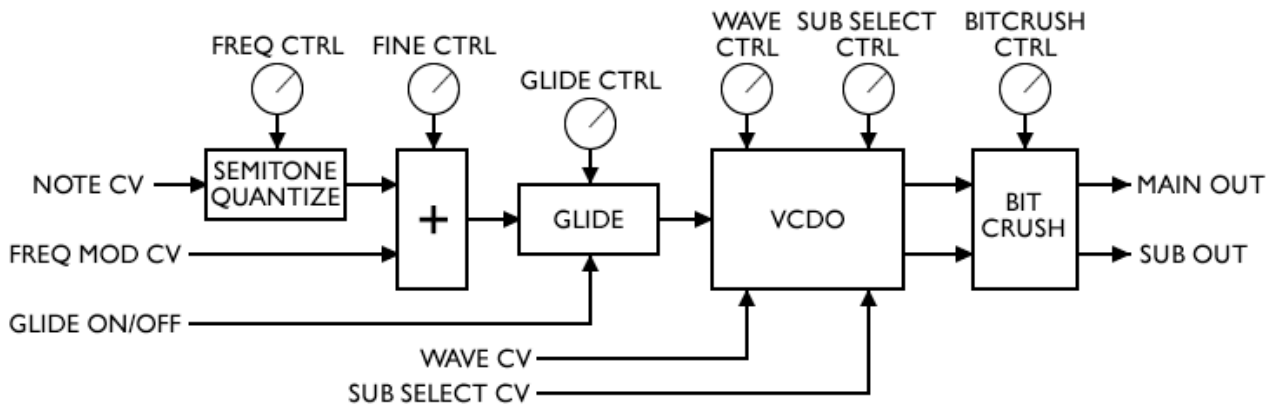 FREQ CTRL
FINE CTRL
GLIDE CTRL
WAVE
CTRL
SUB SELECT
CTRL
BITCRUSH
CTRL
NOTE CV
SEMITONE
QUANTIZE
+
GLIDE
VCDO
BIT
CRUSH
MAIN OUT
SUB OUT
FREQ MOD CV
GLIDE ON/OFF
WAVE CV
SUB SELECT CV